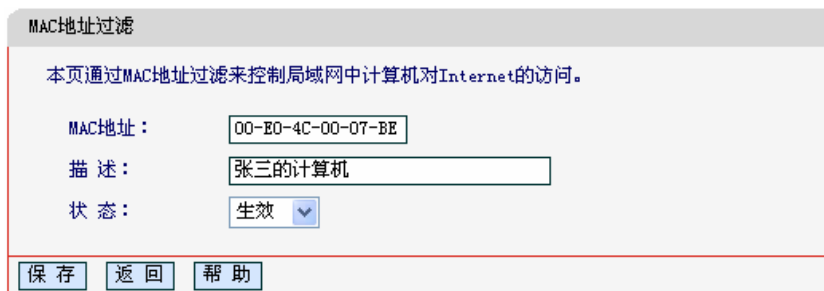 MAC地址过滤
本页通过MAC地址过滤来控制局域网中计算机对Internet的访问。
MAC地址: 00-E0-4C-00-07-BE
描 述: 张三的计算机
状 态: 生效
保 存 返 回 帮 助